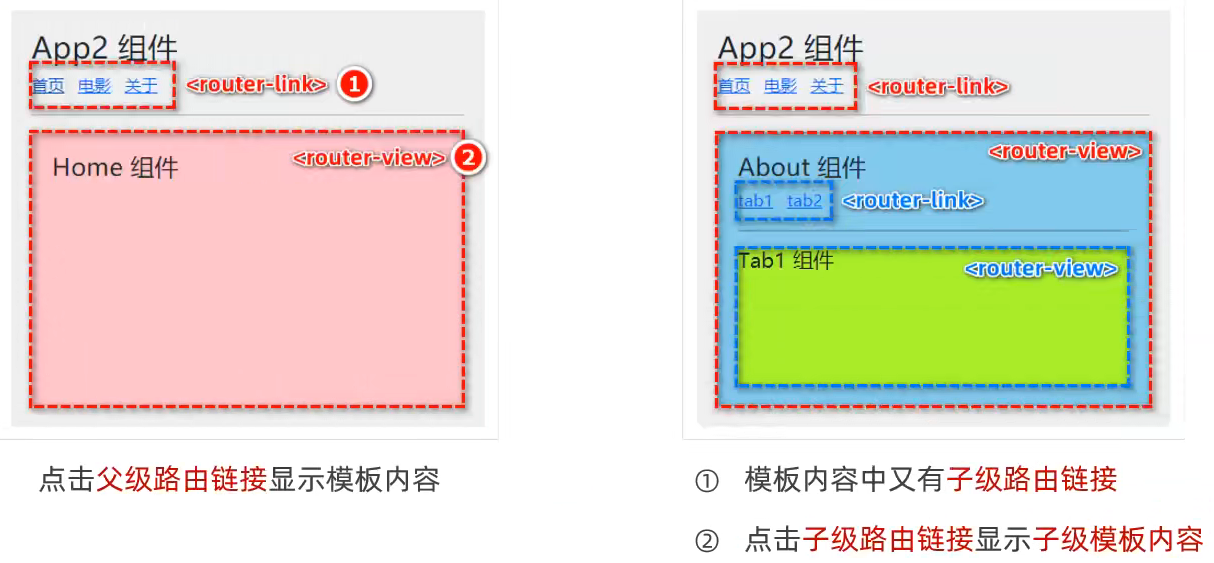 App2 组件
首页 电影 关于 <router-link> 1
<router-view> 2
Home 组件
点击父级路由链接显示模板内容
App2 组件
首页 电影 关于 <router-link>
<router-view>
About 组件
tab1 tab2 <router-link>
Tab1 组件 <router-view>
① 模板内容中又有子级路由链接
② 点击子级路由链接显示子级模板内容